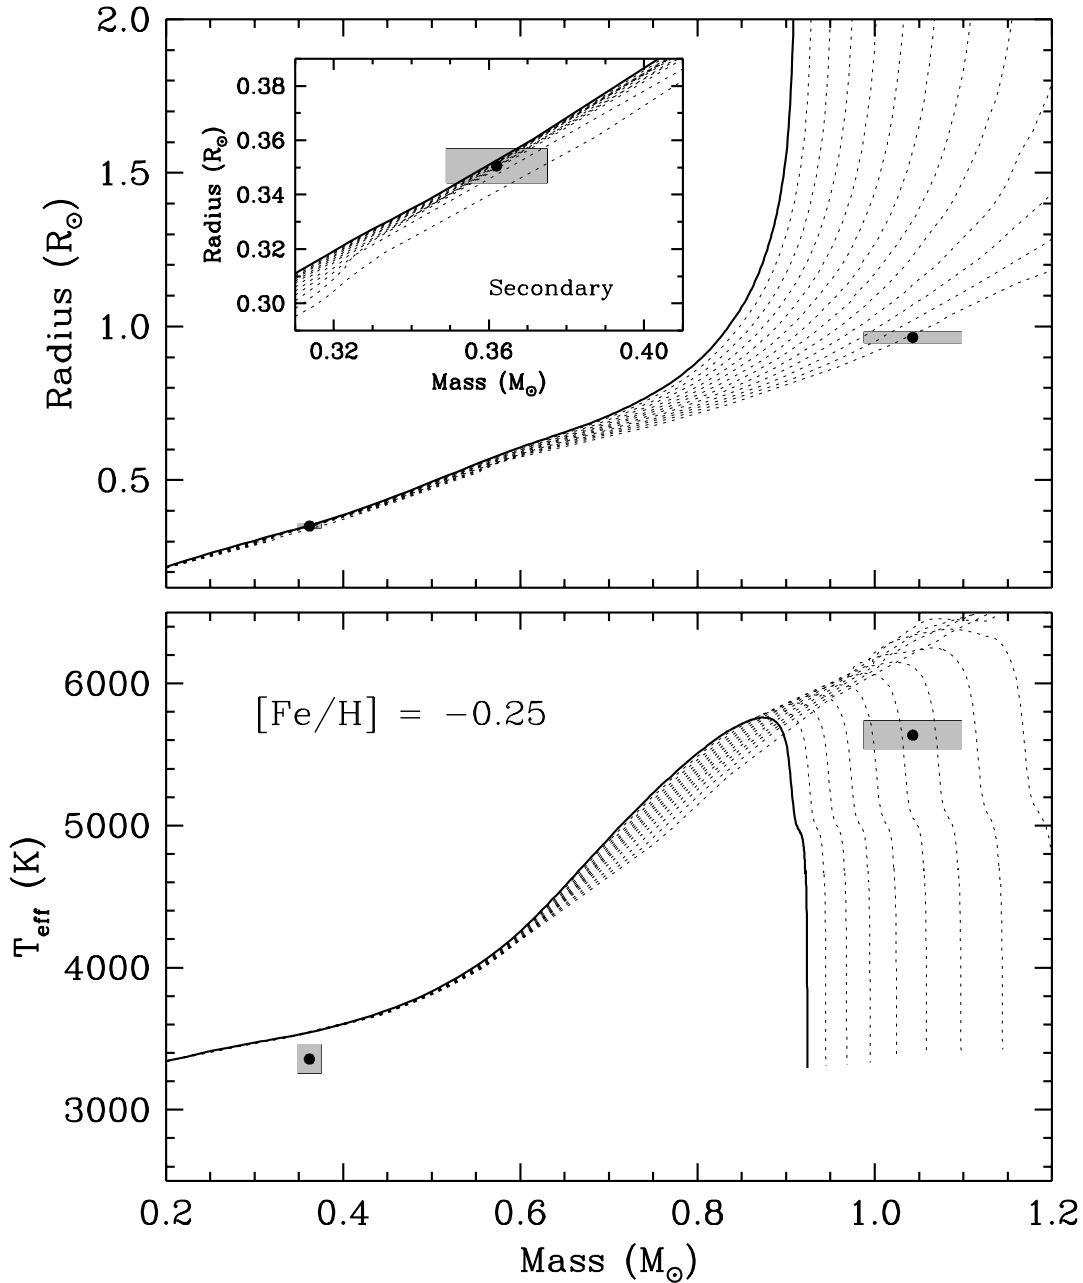 2.0
1.5
1.0
0.5
Radius (R⊙)
0.38
0.36
0.34
0.32
0.30
Radius (R⊙)
Secondary
0.32 0.36 0.40
Mass (M⊙)
6000
5000
4000
3000
T_eff (K)
[Fe/H] = −0.25
0.2 0.4 0.6 0.8 1.0 1.2
Mass (M⊙)